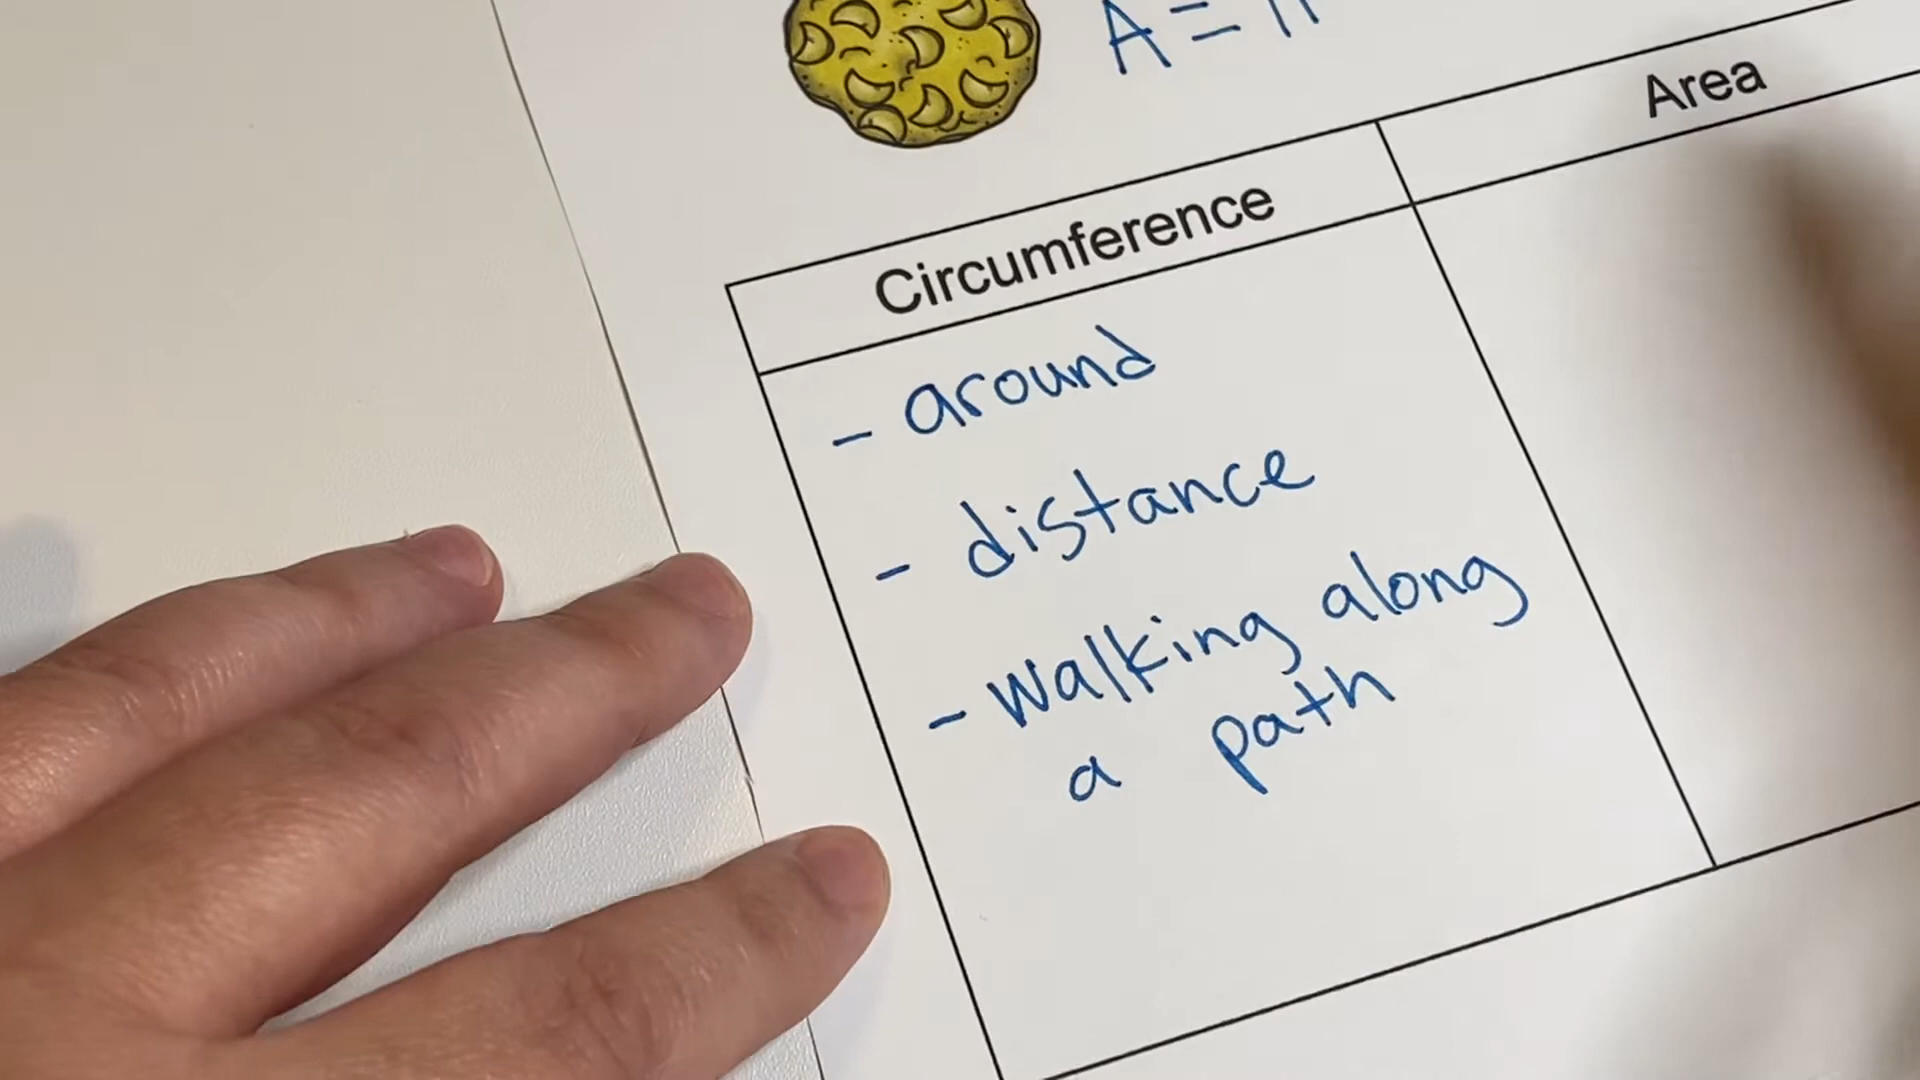 A = π
Area
Circumference
- around
- distance
- walking along
a path